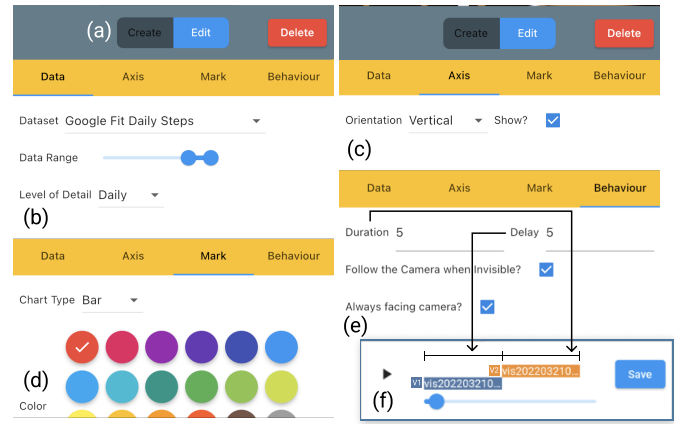 (a) Create Edit Delete
Data Axis Mark Behaviour
Dataset Google Fit Daily Steps
Data Range
Level of Detail Daily
(b)
Data Axis Mark Behaviour
Chart Type Bar
(d)
Color
Create Edit Delete
Data Axis Mark Behaviour
Orientation Vertical Show?
(c)
Data Axis Mark Behaviour
Duration 5 Delay 5
Follow the Camera when Invisible?
Always facing camera?
(e)
V2 vis202203210...
V1 vis202203210...
Save
(f)